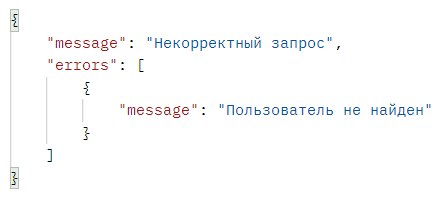 {
"message": "Некорректный запрос",
"errors": [
{
"message": "Пользователь не найден"
}
]
}